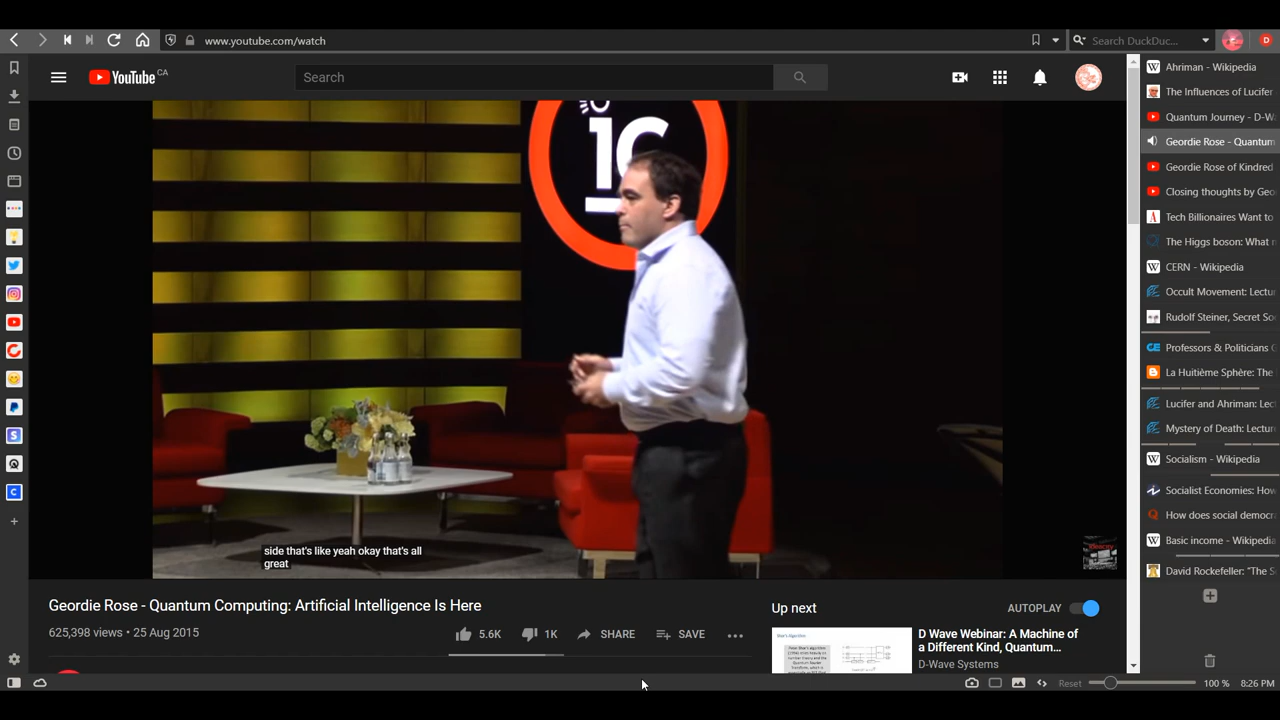 www.youtube.com/watch
Search DuckDuc...
D
YouTube CA
Search
10
side that's like yeah okay that's all
great
ideacity
Geordie Rose - Quantum Computing: Artificial Intelligence Is Here
625,398 views • 25 Aug 2015
5.6K
1K
SHARE
SAVE
Up next
AUTOPLAY
Shor's Algorithm
D Wave Webinar: A Machine of
a Different Kind, Quantum...
D-Wave Systems
Ahriman - Wikipedia
The Influences of Lucifer
Quantum Journey - D-W
Geordie Rose - Quantum
Geordie Rose of Kindred
Closing thoughts by Geo
Tech Billionaires Want to
The Higgs boson: What
CERN - Wikipedia
Occult Movement: Lectu
Rudolf Steiner, Secret So
Professors & Politicians
La Huitième Sphère: The
Lucifer and Ahriman: Lec
Mystery of Death: Lectur
Socialism - Wikipedia
Socialist Economies: How
How does social democr
Basic income - Wikipedia
David Rockefeller: "The S
Reset
100 %
8:26 PM